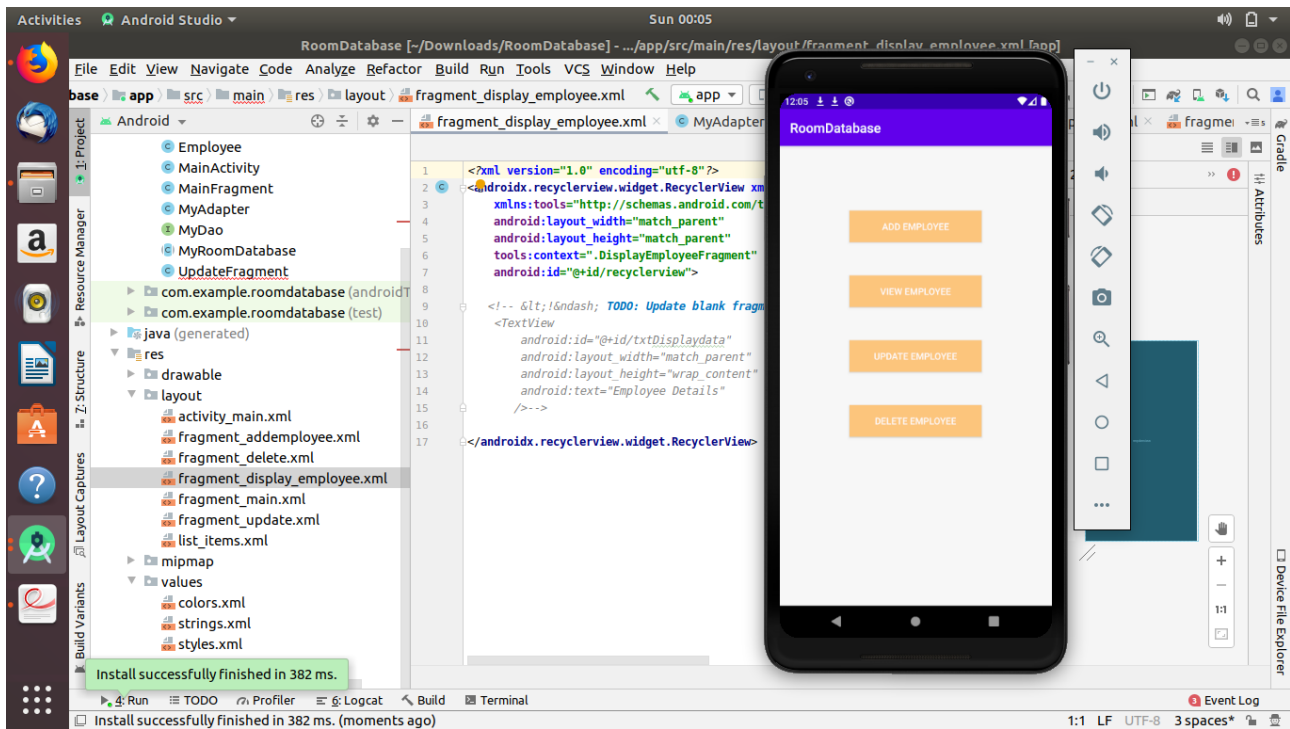 Activities Android Studio Sun 00:05
RoomDatabase [~/Downloads/RoomDatabase] - .../app/src/main/res/layout/fragment_display_employee.xml [app]
File Edit View Navigate Code Analyze Refactor Build Run Tools VCS Window Help
base app src main res layout fragment_display_employee.xml app
Android
fragment_display_employee.xml MyAdapter
Employee
MainActivity
MainFragment
MyAdapter
MyDao
MyRoomDatabase
UpdateFragment
com.example.roomdatabase (androidT
com.example.roomdatabase (test)
java (generated)
res
drawable
layout
activity_main.xml
fragment_addemployee.xml
fragment_delete.xml
fragment_display_employee.xml
fragment_main.xml
fragment_update.xml
list_items.xml
mipmap
values
colors.xml
strings.xml
styles.xml
1: Project
Resource Manager
Z: Structure
Layout Captures
Build Variants
1 <?xml version="1.0" encoding="utf-8"?>
2 <androidx.recyclerview.widget.RecyclerView xm
3 xmlns:tools="http://schemas.android.com/t
4 android:layout_width="match_parent"
5 android:layout_height="match_parent"
6 tools:context=".DisplayEmployeeFragment"
7 android:id="@+id/recyclerview">
8
9 <!-- &lt;!&ndash; TODO: Update blank fragm
10 <TextView
11 android:id="@+id/txtDisplaydata"
12 android:layout_width="match_parent"
13 android:layout_height="wrap_content"
14 android:text="Employee Details"
15 />-->
16
17 </androidx.recyclerview.widget.RecyclerView>
12:05
RoomDatabase
ADD EMPLOYEE
VIEW EMPLOYEE
UPDATE EMPLOYEE
DELETE EMPLOYEE
fragmer
Gradle
Attributes
1:1
Device File Explorer
Install successfully finished in 382 ms.
4: Run TODO Profiler 6: Logcat Build Terminal 3 Event Log
Install successfully finished in 382 ms. (moments ago) 1:1 LF UTF-8 3 spaces*